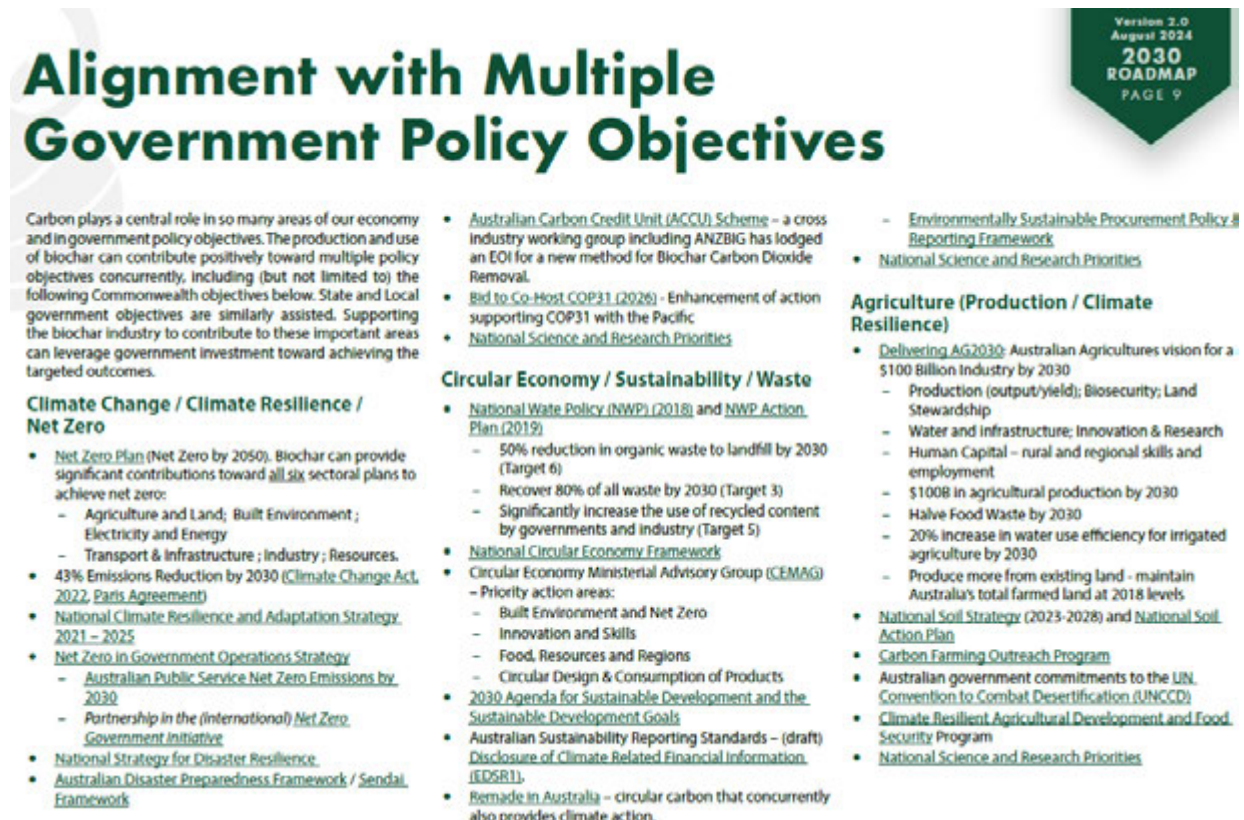 Version 2.0
August 2024
2030
ROADMAP
PAGE 9
Alignment with Multiple
Government Policy Objectives
Carbon plays a central role in so many areas of our economy
and in government policy objectives. The production and use
of biochar can contribute positively toward multiple policy
objectives concurrently, including (but not limited to) the
following Commonwealth objectives below. State and Local
government objectives are similarly assisted. Supporting
the biochar industry to contribute to these important areas
can leverage government investment toward achieving the
targeted outcomes.
Climate Change / Climate Resilience /
Net Zero
• Net Zero Plan (Net Zero by 2050). Biochar can provide
significant contributions toward all six sectoral plans to
achieve net zero:
– Agriculture and Land; Built Environment ;
Electricity and Energy
– Transport & Infrastructure ; Industry ; Resources.
• 43% Emissions Reduction by 2030 (Climate Change Act,
2022, Paris Agreement)
• National Climate Resilience and Adaptation Strategy
2021 – 2025
• Net Zero in Government Operations Strategy
– Australian Public Service Net Zero Emissions by
2030
– Partnership in the (international) Net Zero
Government Initiative
• National Strategy for Disaster Resilience
• Australian Disaster Preparedness Framework / Sendai
Framework
• Australian Carbon Credit Unit (ACCU) Scheme – a cross
industry working group including ANZBIG has lodged
an EOI for a new method for Biochar Carbon Dioxide
Removal.
• Bid to Co-Host COP31 (2026) - Enhancement of action
supporting COP31 with the Pacific
• National Science and Research Priorities
Circular Economy / Sustainability / Waste
• National Wate Policy (NWP) (2018) and NWP Action
Plan (2019)
– 50% reduction in organic waste to landfill by 2030
(Target 6)
– Recover 80% of all waste by 2030 (Target 3)
– Significantly increase the use of recycled content
by governments and industry (Target 5)
• National Circular Economy Framework
• Circular Economy Ministerial Advisory Group (CEMAG)
– Priority action areas:
– Built Environment and Net Zero
– Innovation and Skills
– Food, Resources and Regions
– Circular Design & Consumption of Products
• 2030 Agenda for Sustainable Development and the
Sustainable Development Goals
• Australian Sustainability Reporting Standards – (draft)
Disclosure of Climate Related Financial Information
(EDSR1).
• Remade in Australia – circular carbon that concurrently
also provides climate action.
– Environmentally Sustainable Procurement Policy &
Reporting Framework
• National Science and Research Priorities
Agriculture (Production / Climate
Resilience)
• Delivering AG2030: Australian Agricultures vision for a
$100 Billion Industry by 2030
– Production (output/yield); Biosecurity; Land
Stewardship
– Water and infrastructure; Innovation & Research
– Human Capital – rural and regional skills and
employment
– $100B in agricultural production by 2030
– Halve Food Waste by 2030
– 20% increase in water use efficiency for irrigated
agriculture by 2030
– Produce more from existing land - maintain
Australia's total farmed land at 2018 levels
• National Soil Strategy (2023-2028) and National Soil
Action Plan
• Carbon Farming Outreach Program
• Australian government commitments to the UN
Convention to Combat Desertification (UNCCD)
• Climate Resilient Agricultural Development and Food
Security Program
• National Science and Research Priorities